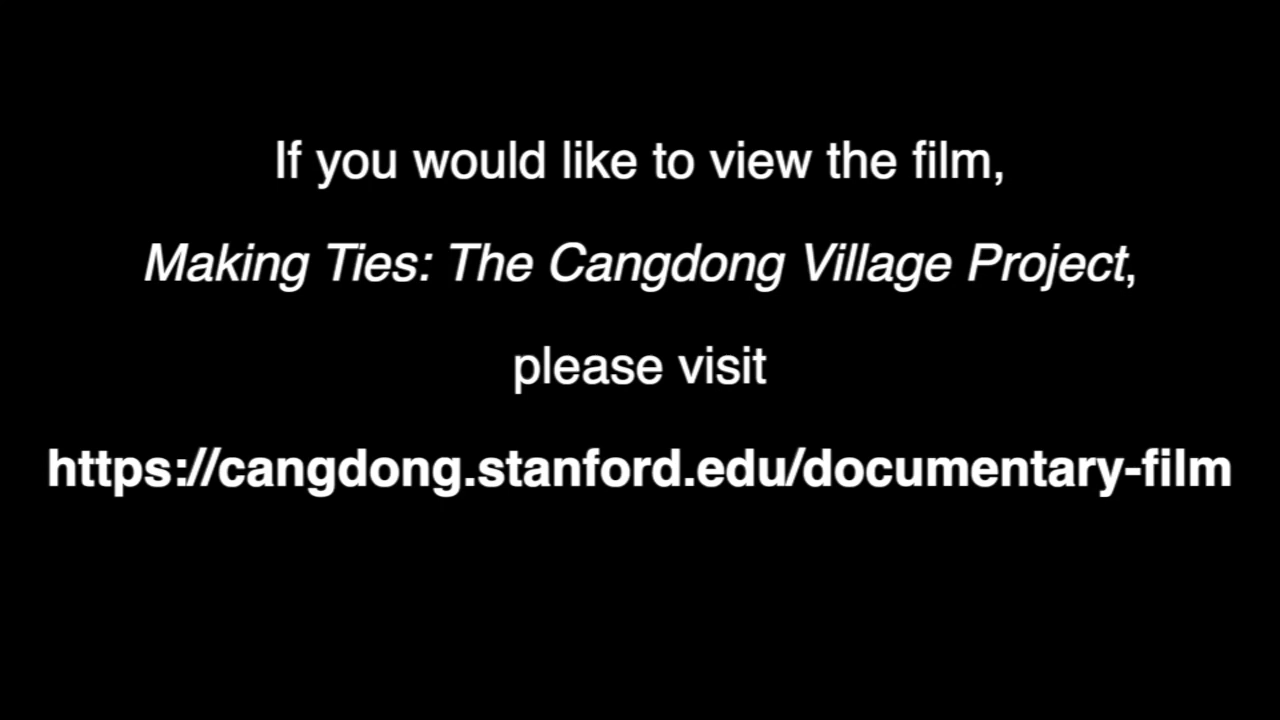 If you would like to view the film,
Making Ties: The Cangdong Village Project,
please visit
https://cangdong.stanford.edu/documentary-film